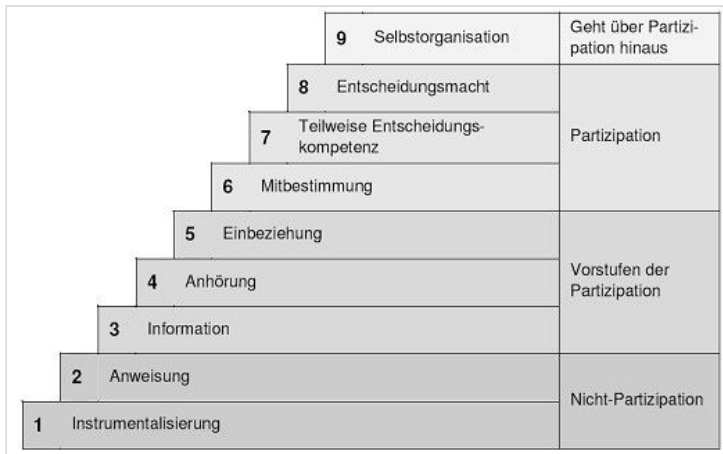 9 Selbstorganisation
Geht über Partizi-
pation hinaus
8 Entscheidungsmacht
7 Teilweise Entscheidungs-
kompetenz
Partizipation
6 Mitbestimmung
5 Einbeziehung
4 Anhörung
Vorstufen der
Partizipation
3 Information
2 Anweisung
Nicht-Partizipation
1 Instrumentalisierung